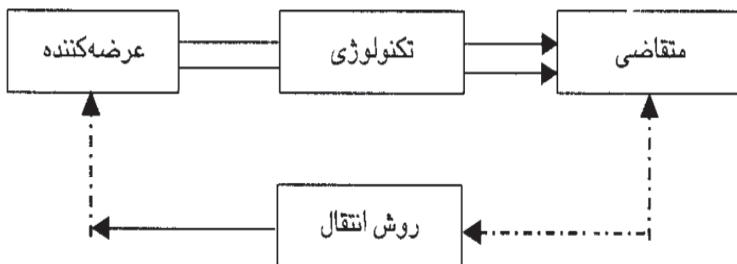 عرضه‌کننده
تکنولوژی
متقاضی
روش انتقال